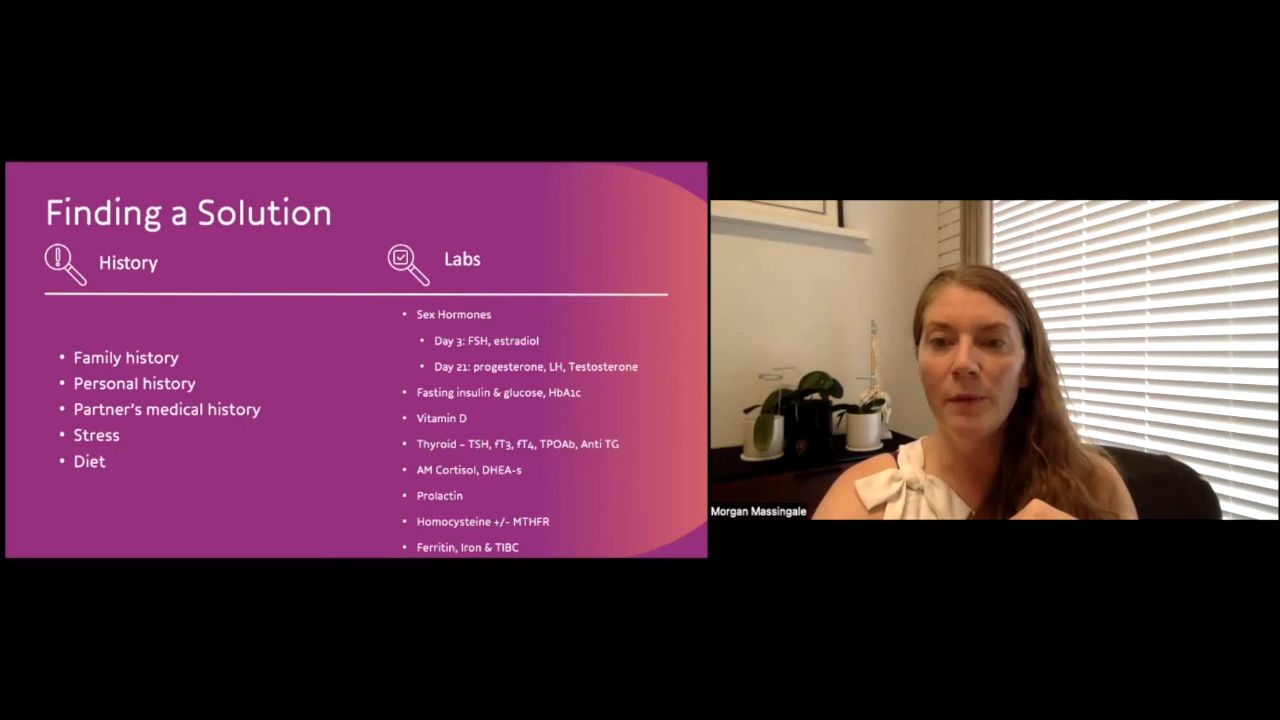 Finding a Solution
History
Labs
• Family history
• Personal history
• Partner's medical history
• Stress
• Diet
• Sex Hormones
• Day 3: FSH, estradiol
• Day 21: progesterone, LH, Testosterone
• Fasting insulin & glucose, HbA1c
• Vitamin D
• Thyroid – TSH, fT3, fT4, TPOAb, Anti TG
• AM Cortisol, DHEA-s
• Prolactin
• Homocysteine +/- MTHFR
• Ferritin, Iron & TIBC
Morgan Massingale